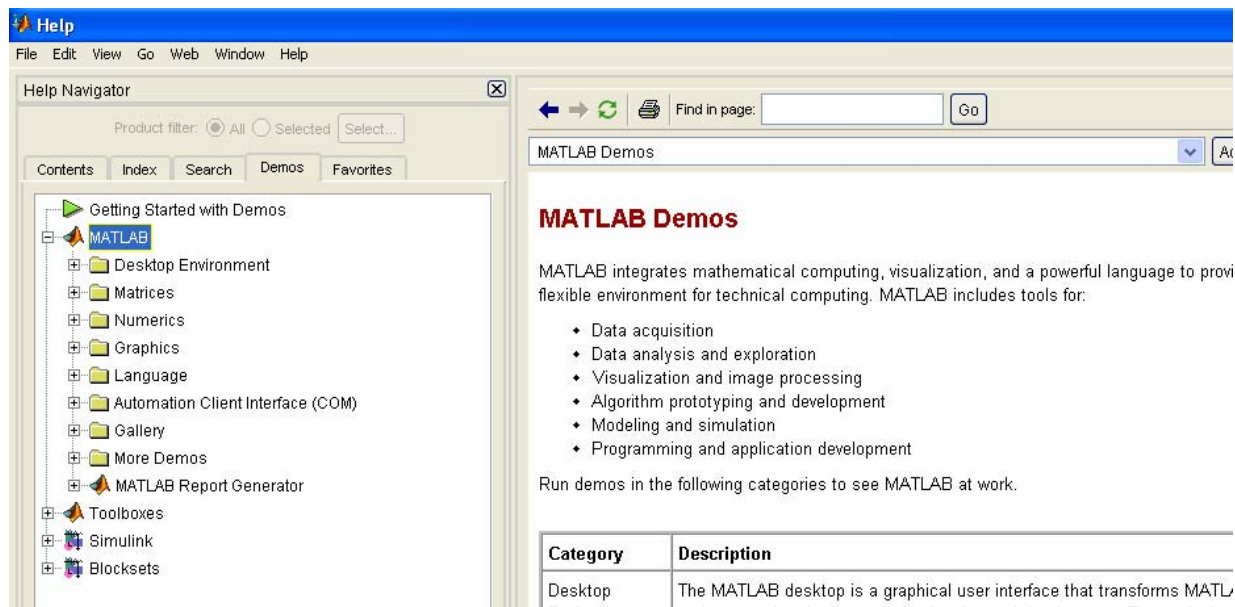 Help
File Edit View Go Web Window Help
Help Navigator
Product filter: All Selected Select...
Contents Index Search Demos Favorites
Getting Started with Demos
MATLAB
Desktop Environment
Matrices
Numerics
Graphics
Language
Automation Client Interface (COM)
Gallery
More Demos
MATLAB Report Generator
Toolboxes
Simulink
Blocksets
Find in page: Go
MATLAB Demos
MATLAB Demos
MATLAB integrates mathematical computing, visualization, and a powerful language to provi
flexible environment for technical computing. MATLAB includes tools for:
Data acquisition
Data analysis and exploration
Visualization and image processing
Algorithm prototyping and development
Modeling and simulation
Programming and application development
Run demos in the following categories to see MATLAB at work.
Category Description
Desktop The MATLAB desktop is a graphical user interface that transforms MATLA